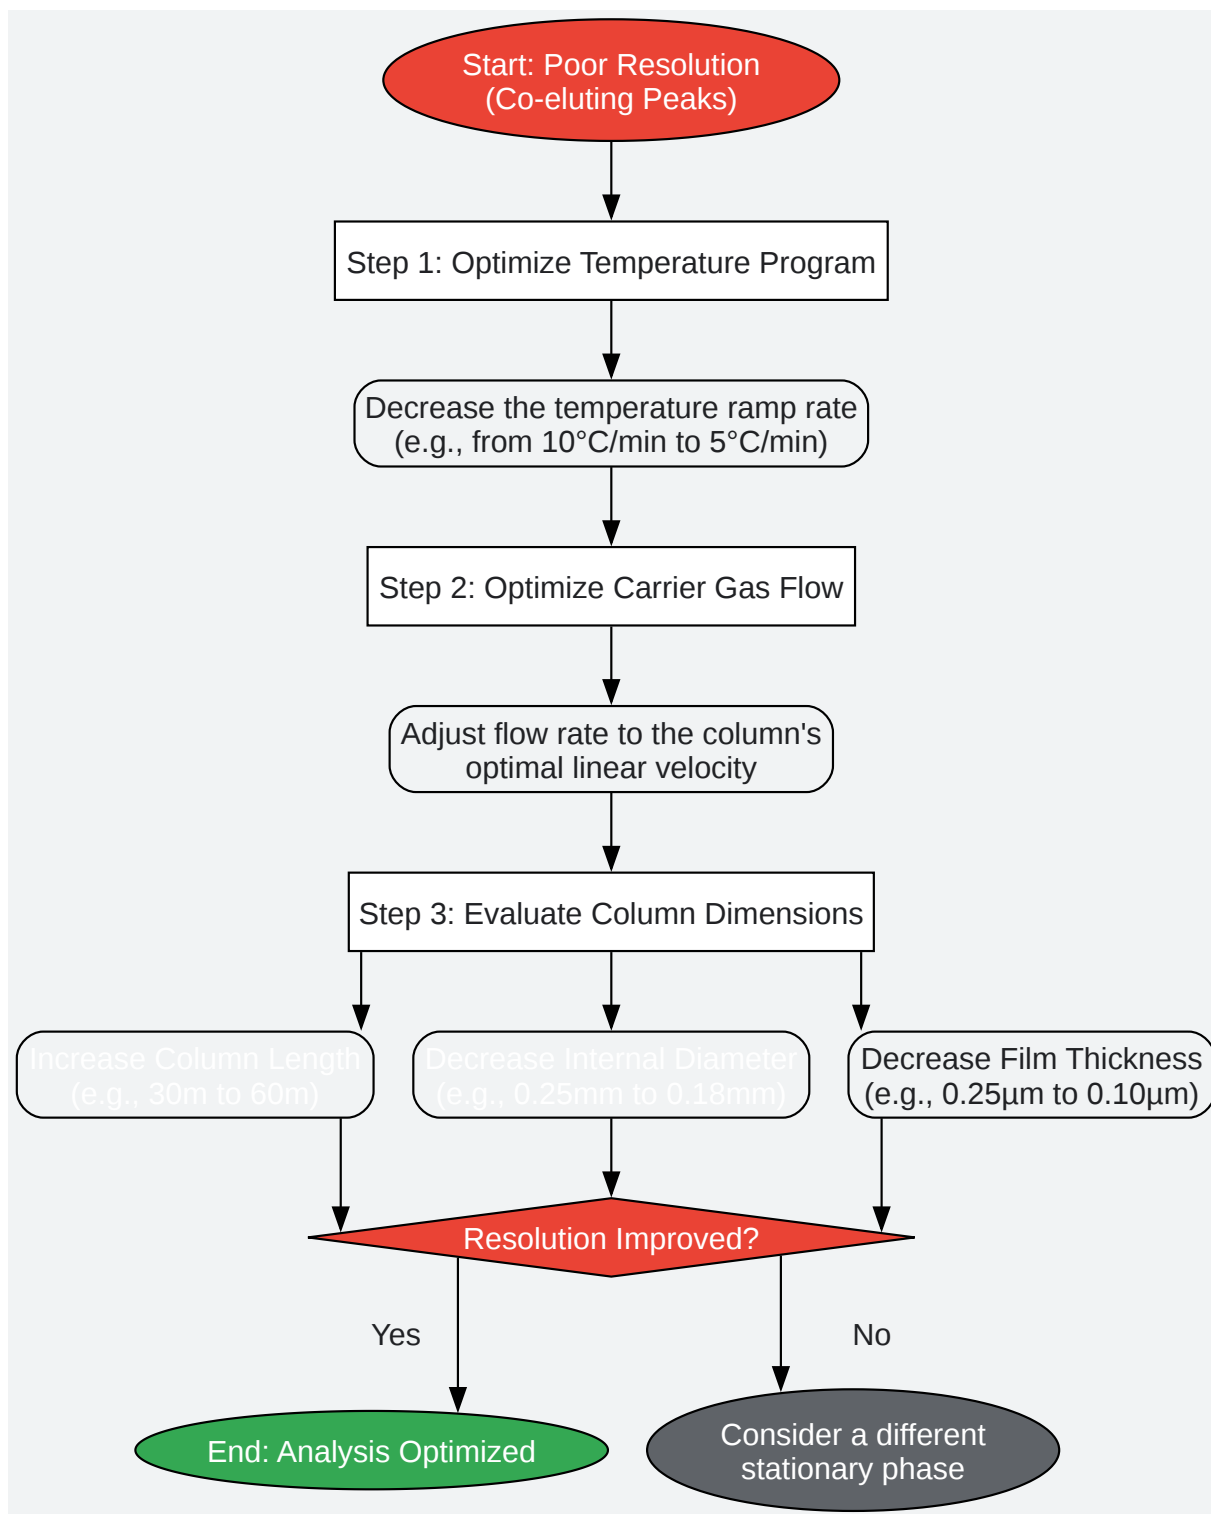 Start: Poor Resolution
(Co-eluting Peaks)
Step 1: Optimize Temperature Program
Decrease the temperature ramp rate
(e.g., from 10°C/min to 5°C/min)
Step 2: Optimize Carrier Gas Flow
Adjust flow rate to the column's
optimal linear velocity
Step 3: Evaluate Column Dimensions
Increase Column Length
(e.g., 30m to 60m)
Decrease Internal Diameter
(e.g., 0.25mm to 0.18mm)
Decrease Film Thickness
(e.g., 0.25µm to 0.10µm)
Resolution Improved?
Yes
No
End: Analysis Optimized
Consider a different
stationary phase